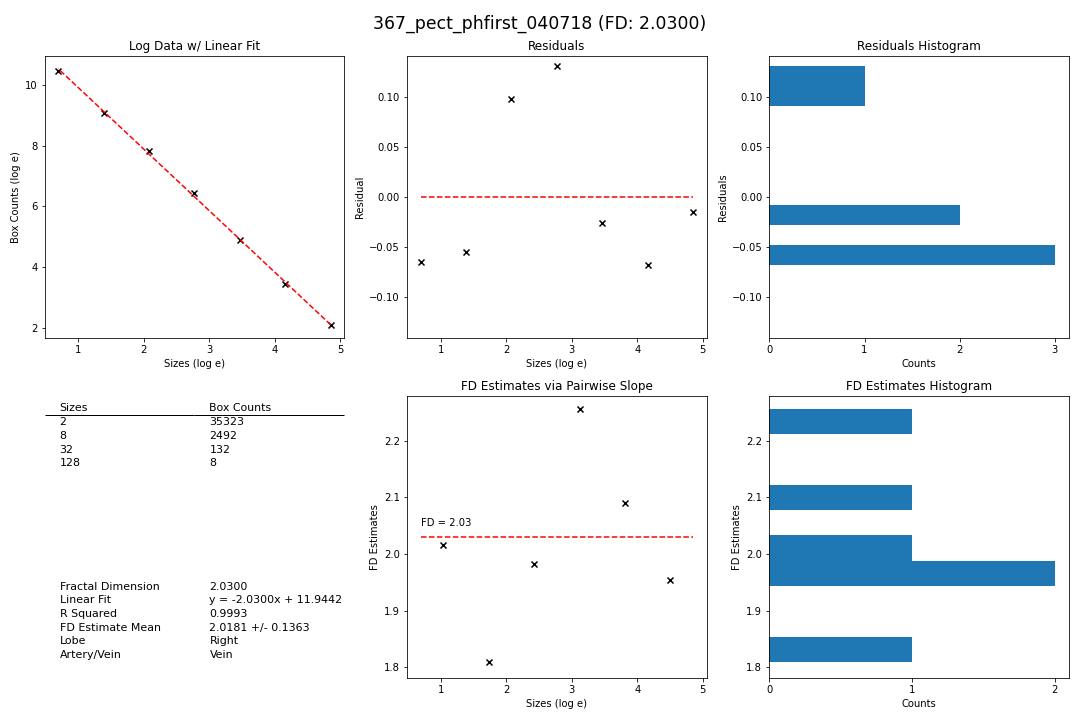 367_pect_phfirst_040718 (FD: 2.0300)
Log Data w/ Linear Fit
10
8
6
4
2
Box Counts (log e)
1 2 3 4 5
Sizes (log e)
Residuals
0.10
0.05
0.00
−0.05
−0.10
Residual
1 2 3 4 5
Sizes (log e)
Residuals Histogram
0.10
0.05
0.00
−0.05
−0.10
Residuals
0 1 2 3
Counts
Sizes Box Counts
2 35323
8 2492
32 132
128 8
Fractal Dimension 2.0300
Linear Fit y = -2.0300x + 11.9442
R Squared 0.9993
FD Estimate Mean 2.0181 +/- 0.1363
Lobe Right
Artery/Vein Vein
FD Estimates via Pairwise Slope
2.2
2.1
2.0
1.9
1.8
FD Estimates
FD = 2.03
1 2 3 4 5
Sizes (log e)
FD Estimates Histogram
2.2
2.1
2.0
1.9
1.8
FD Estimates
0 1 2
Counts